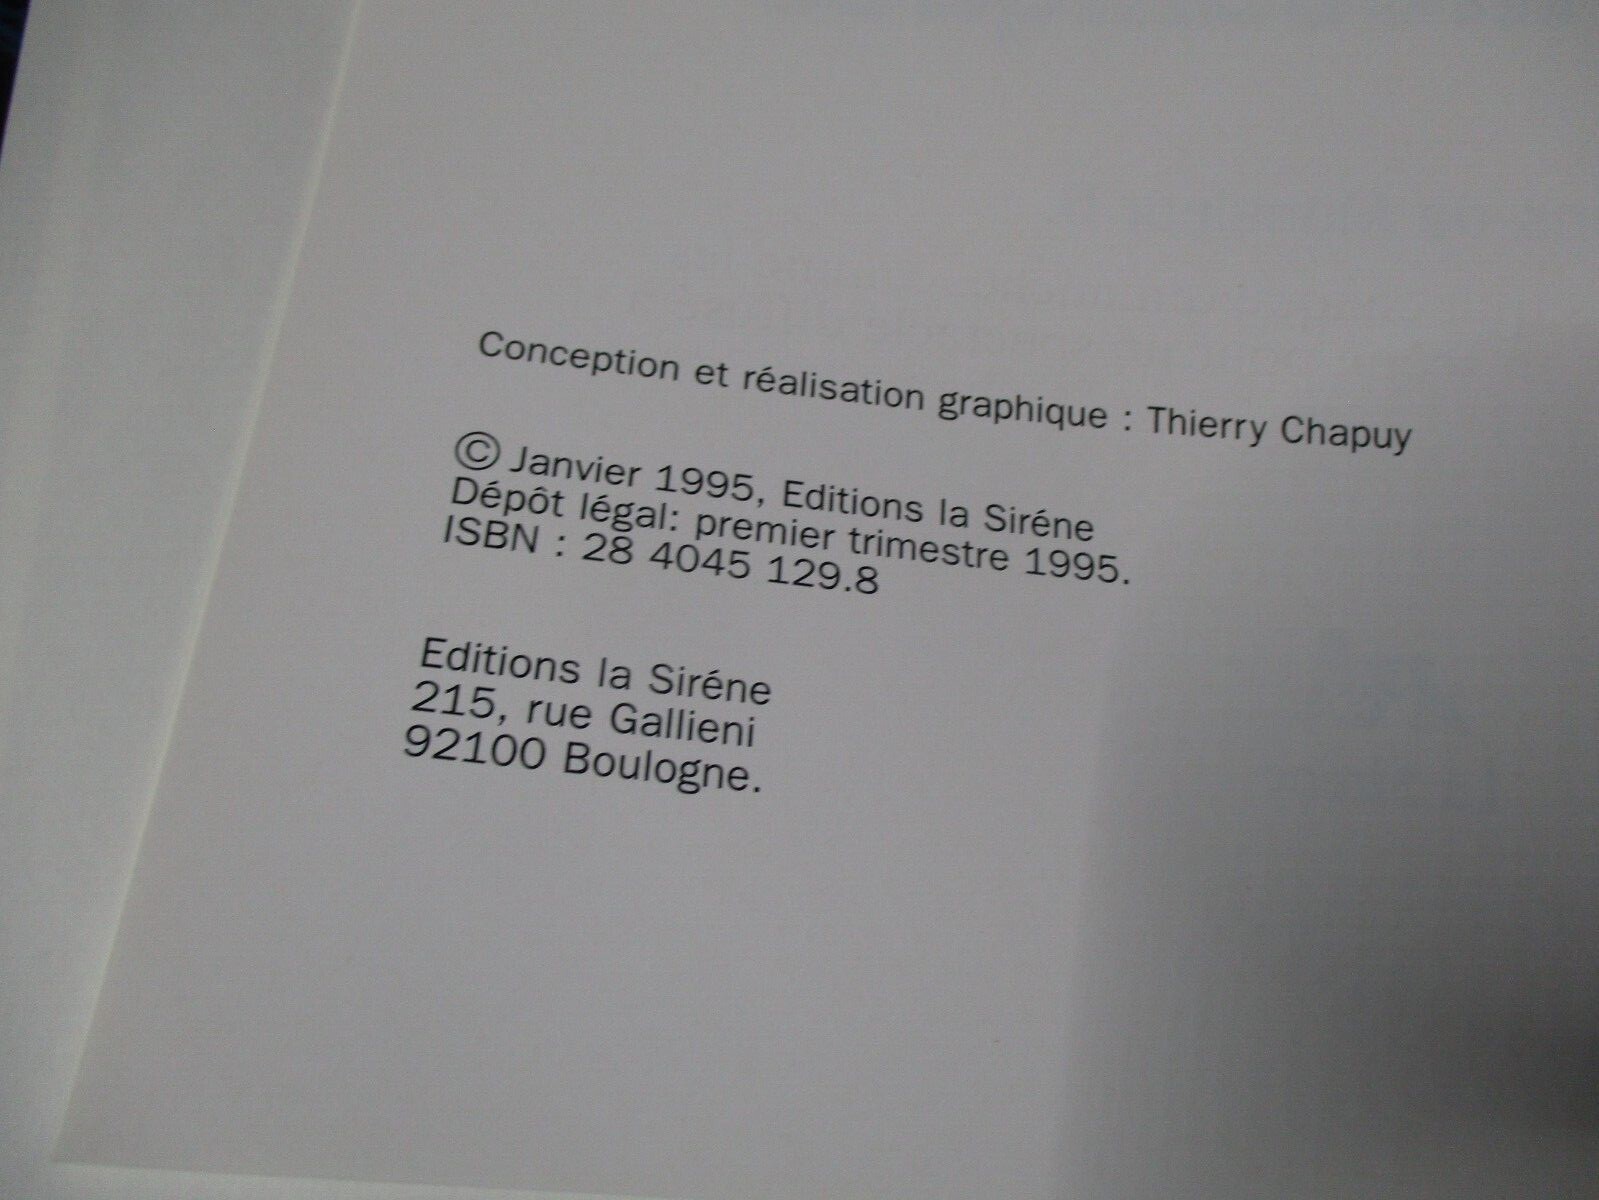 Conception et réalisation graphique : Thierry Chapuy
© Janvier 1995, Editions la Siréne
Dépôt légal: premier trimestre 1995.
ISBN : 28 4045 129.8
Editions la Siréne
215, rue Gallieni
92100 Boulogne.